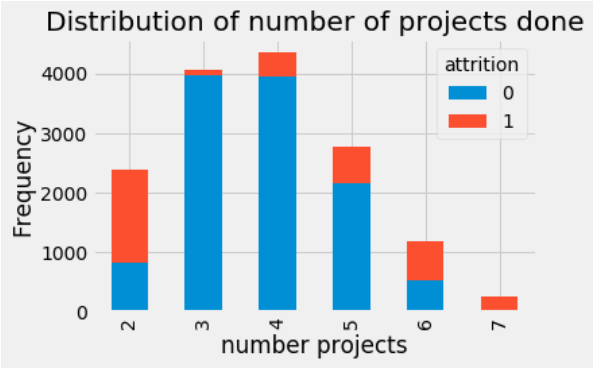 Distribution of number of projects done
attrition
0
1
Frequency
4000
3000
2000
1000
0
2 3 4 5 6 7
number projects